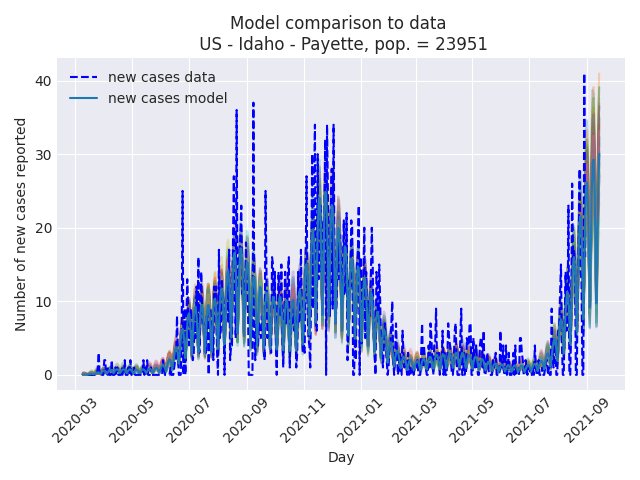 Model comparison to data
US - Idaho - Payette, pop. = 23951
new cases data
new cases model
Number of new cases reported
40
30
20
10
0
2020-03
2020-05
2020-07
2020-09
2020-11
2021-01
2021-03
2021-05
2021-07
2021-09
Day